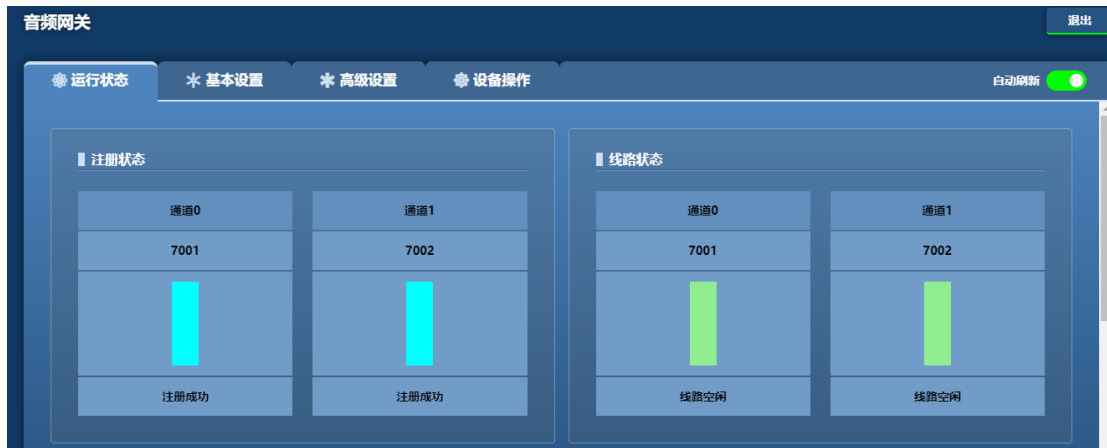 音频网关
退出
运行状态
基本设置
高级设置
设备操作
自动刷新
注册状态
通道0 通道1
7001 7002
注册成功 注册成功
线路状态
通道0 通道1
7001 7002
线路空闲 线路空闲